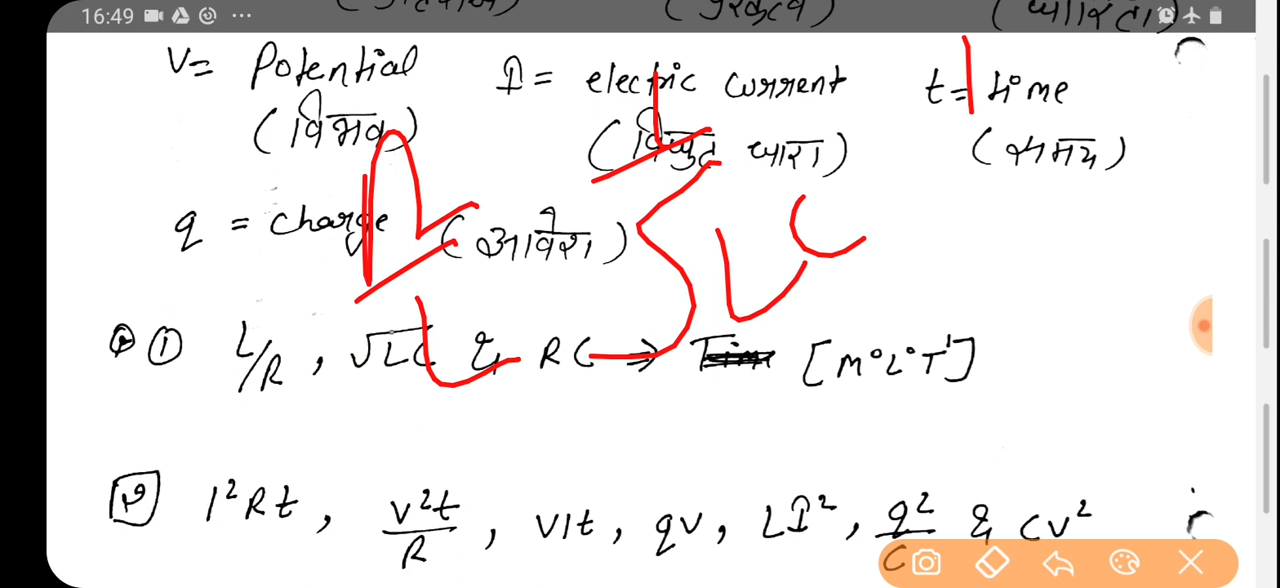 16:49
V= Potential I = electric current t= time
(विभव) (विद्युत धारा) (समय)
q = charge (आवेश)
① L/R , √LC & RC ⇒ [M⁰L⁰T¹]
I²Rt , V²t/R , VIt , qV , LI² , q²/C & CV²